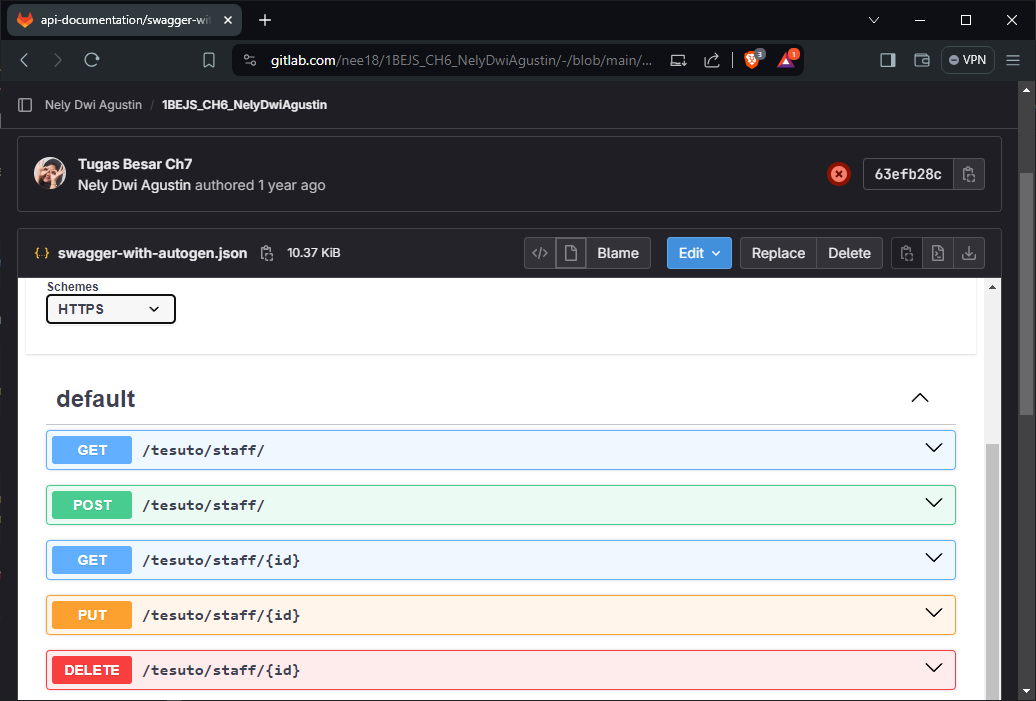 api-documentation/swagger-wi
gitlab.com/nee18/1BEJS_CH6_NelyDwiAgustin/-/blob/main/...
3
1
VPN
Nely Dwi Agustin / 1BEJS_CH6_NelyDwiAgustin
Tugas Besar Ch7
Nely Dwi Agustin authored 1 year ago
63efb28c
swagger-with-autogen.json
10.37 KiB
Blame
Edit
Replace
Delete
Schemes
HTTPS
default
GET /tesuto/staff/
POST /tesuto/staff/
GET /tesuto/staff/{id}
PUT /tesuto/staff/{id}
DELETE /tesuto/staff/{id}